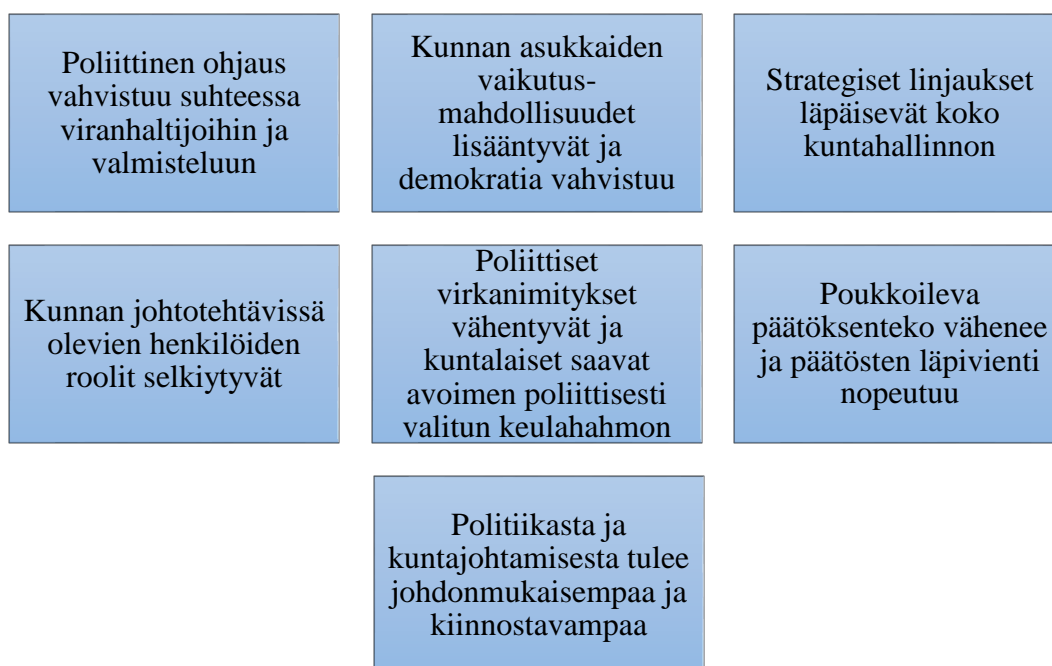 Poliittinen ohjaus
vahvistuu suhteessa
viranhaltijoihin ja
valmisteluun
Kunnan asukkaiden
vaikutus-
mahdollisuudet
lisääntyvät ja
demokratia vahvistuu
Strategiset linjaukset
läpäisevät koko
kuntahallinnon
Kunnan johtotehtävissä
olevien henkilöiden
roolit selkiytyvät
Poliittiset
virkanimitykset
vähentyvät ja
kuntalaiset saavat
avoimen poliittisesti
valitun keulahahmon
Poukkoileva
päätöksenteko vähenee
ja päätösten läpivienti
nopeutuu
Politiikasta ja
kuntajohtamisesta tulee
johdonmukaisempaa ja
kiinnostavampaa